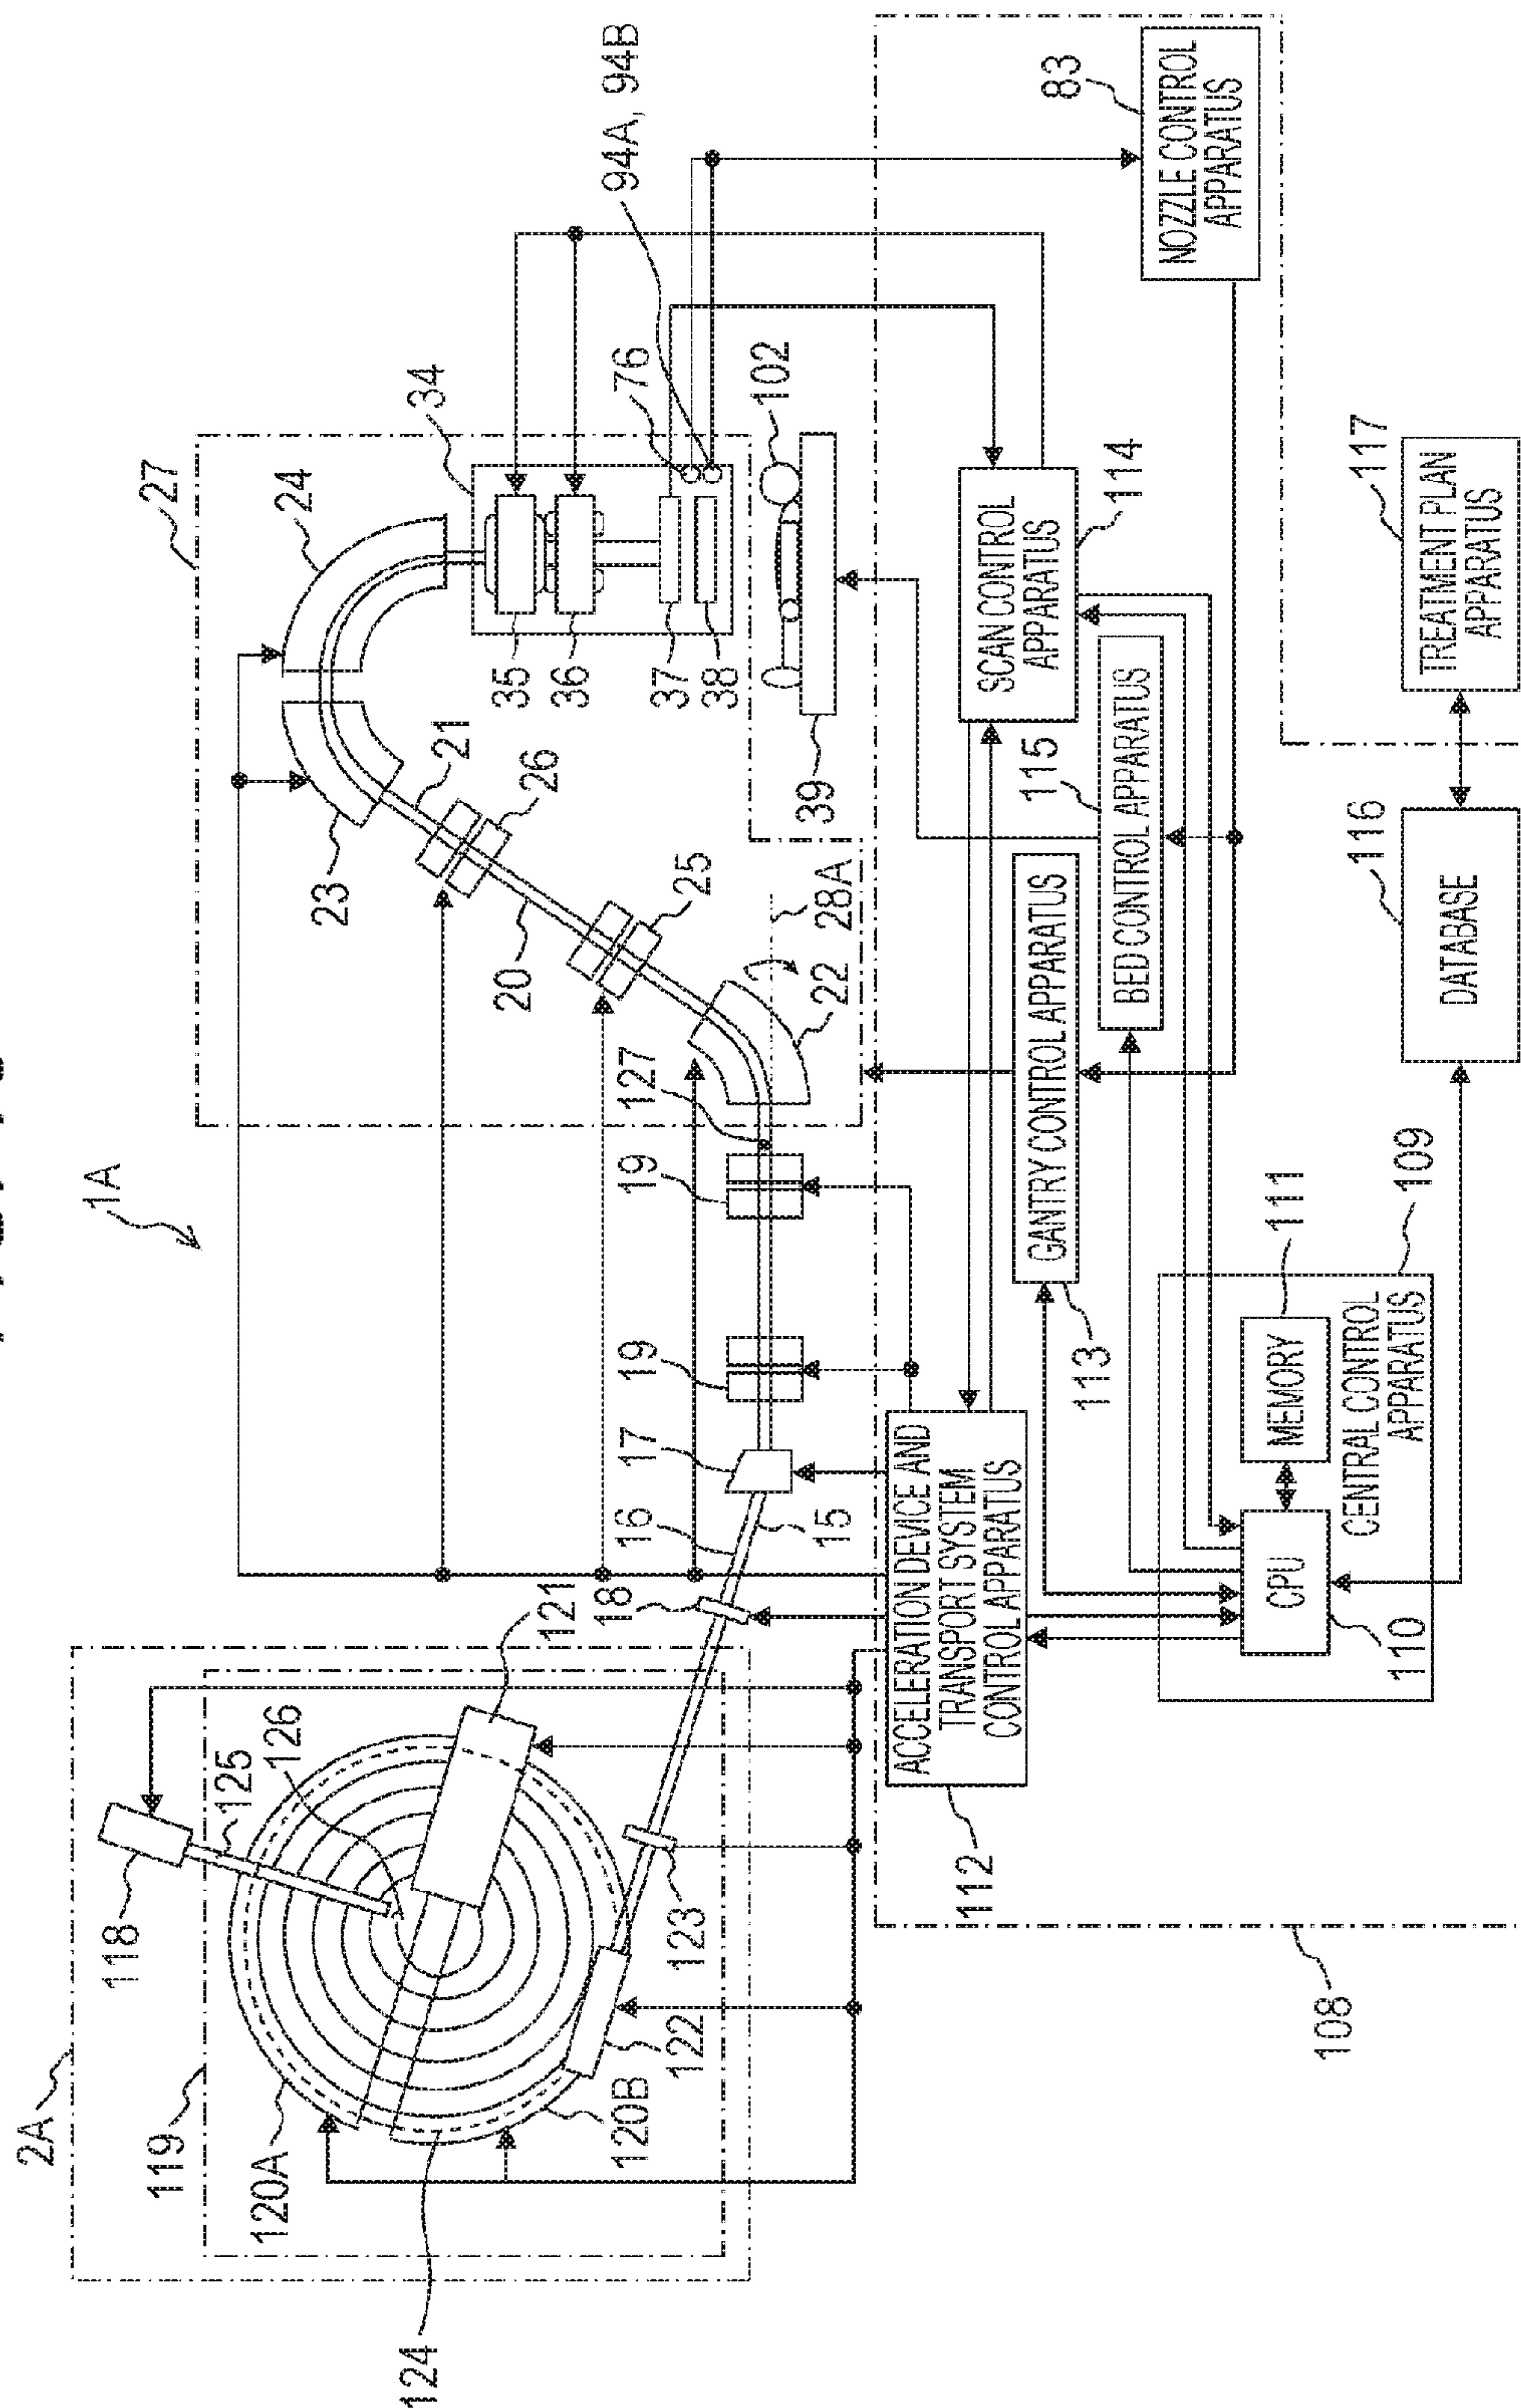 1A
2A
119
118
125
126
121
120A
124
120B
122
123
18
16
15
17
19
19
127
22
28A
25
20
26
21
23
24
27
34
35
36
37
38
76
94A, 94B
102
39
108
112
ACCELERATION DEVICE AND
TRANSPORT SYSTEM
CONTROL APPARATUS
GANTRY CONTROL APPARATUS
113
BED CONTROL APPARATUS
115
SCAN CONTROL
APPARATUS
114
NOZZLE CONTROL
APPARATUS
83
CPU
110
MEMORY
111
CENTRAL CONTROL
APPARATUS
109
DATABASE
116
TREATMENT PLAN
APPARATUS
117